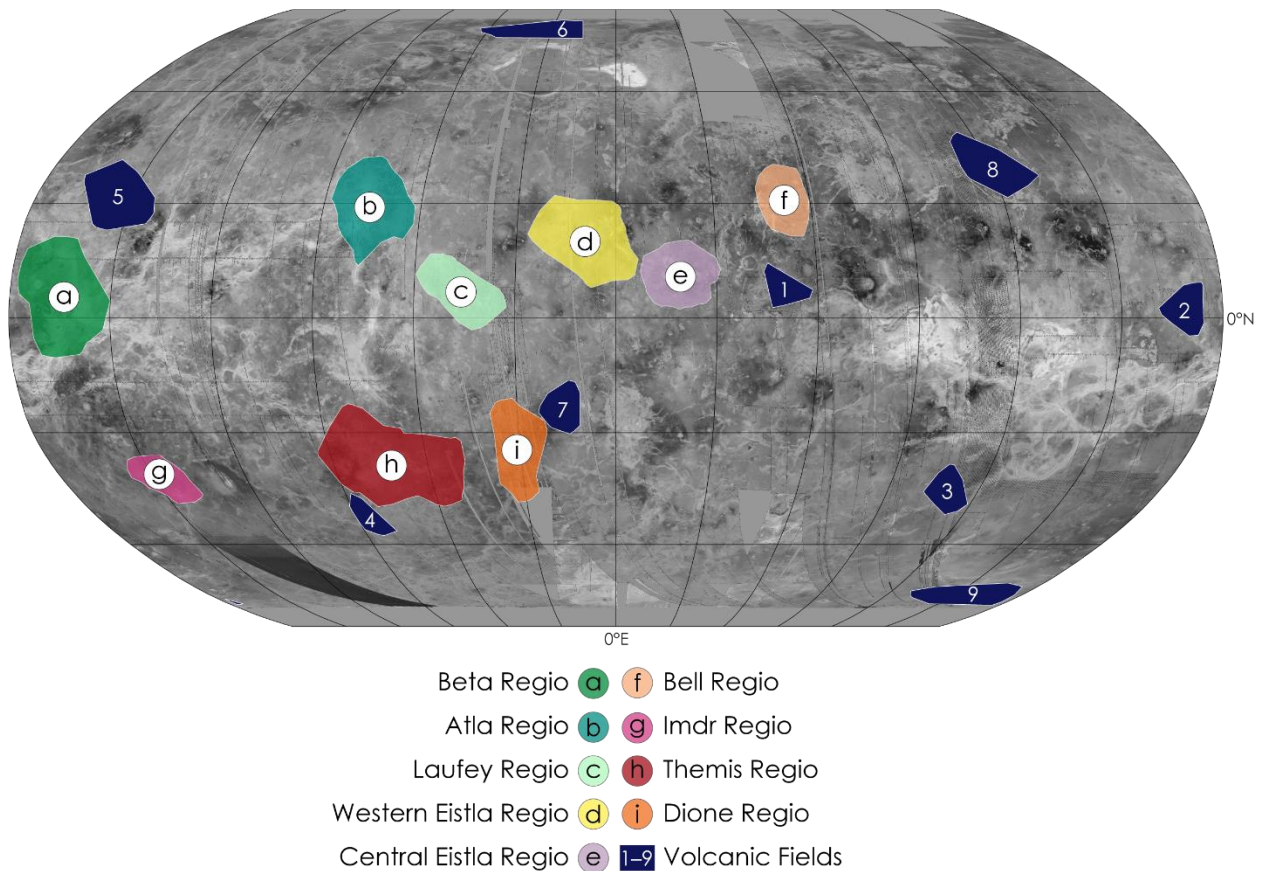 6
8
5
b
f
d
e
a
c
1
2
0°N
7
i
h
g
3
4
9
0°E
Beta Regio a f Bell Regio
Atla Regio b g Imdr Regio
Laufey Regio c h Themis Regio
Western Eistla Regio d i Dione Regio
Central Eistla Regio e 1–9 Volcanic Fields